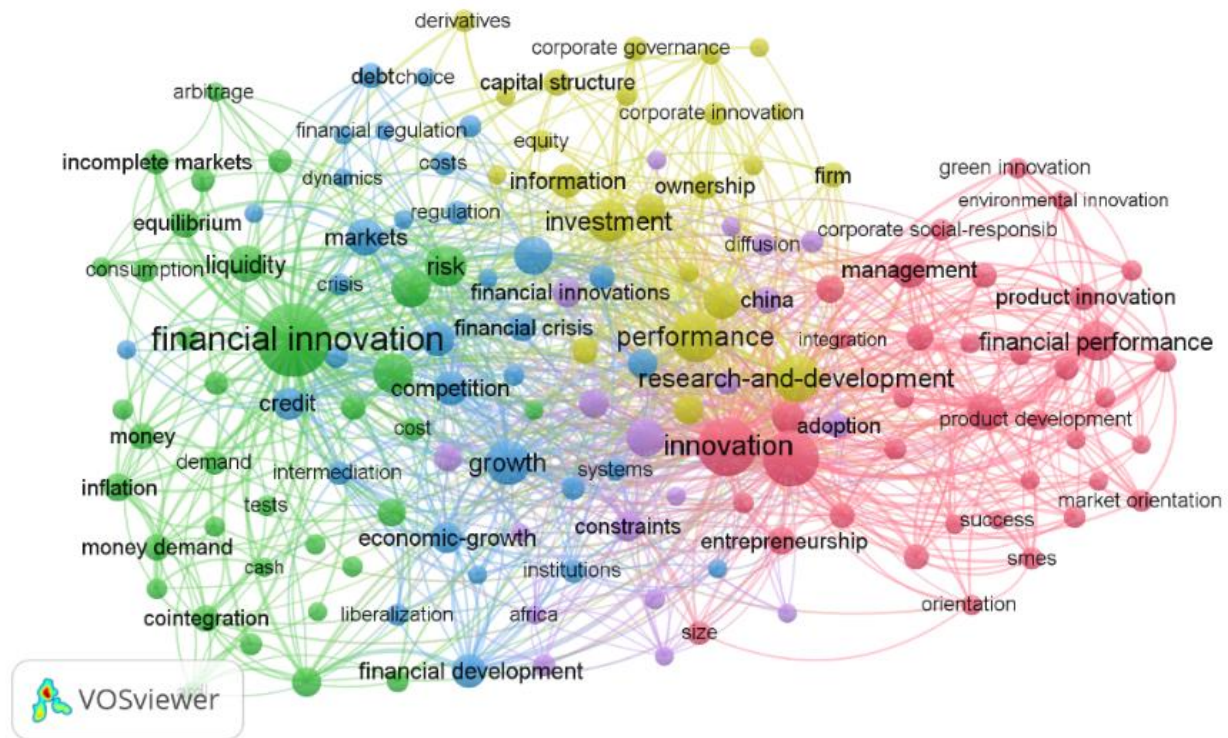 derivatives
corporate governance
debt
choice
capital structure
arbitrage
corporate innovation
financial regulation
equity
incomplete markets
costs
dynamics
information
ownership
firm
green innovation
environmental innovation
equilibrium
regulation
investment
corporate social-responsib
markets
diffusion
consumption
liquidity
risk
management
crisis
financial innovations
china
product innovation
financial innovation
financial crisis
performance
integration
financial performance
research-and-development
competition
credit
product development
cost
adoption
money
innovation
demand
intermediation
growth
systems
inflation
tests
market orientation
constraints
success
money demand
economic-growth
entrepreneurship
cash
institutions
smes
cointegration
liberalization
africa
orientation
size
financial development
VOSviewer